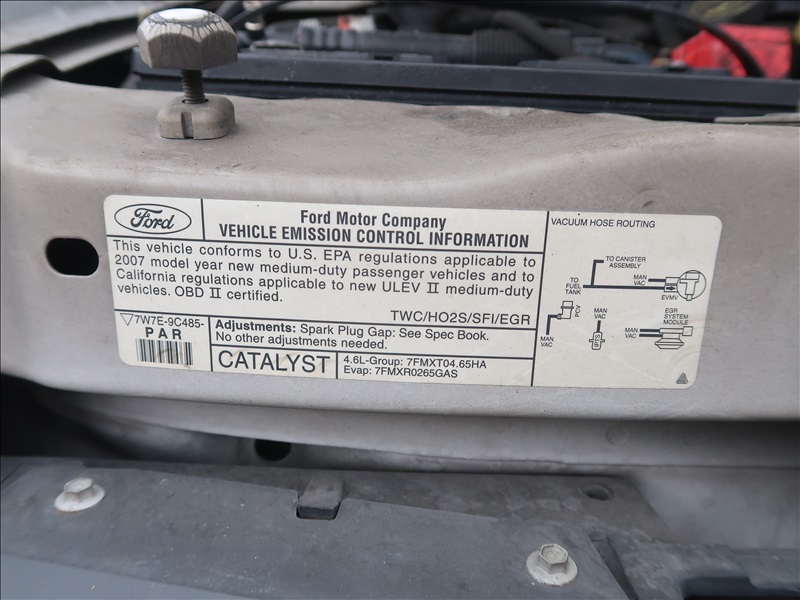 Ford
Ford Motor Company
VEHICLE EMISSION CONTROL INFORMATION
This vehicle conforms to U.S. EPA regulations applicable to
2007 model year new medium-duty passenger vehicles and to
California regulations applicable to new ULEV II medium-duty
vehicles. OBD II certified.
TWC/HO2S/SFI/EGR
7W7E-9C485-
PAR
Adjustments: Spark Plug Gap: See Spec Book.
No other adjustments needed.
CATALYST
4.6L-Group: 7FMXT04.65HA
Evap: 7FMXR0265GAS
VACUUM HOSE ROUTING
TO CANISTER
ASSEMBLY
TO
FUEL
TANK
MAN
VAC
EVMV
PCV
MAN
VAC
MAN
VAC
IPTS
MAN
VAC
EGR
SYSTEM
MODULE